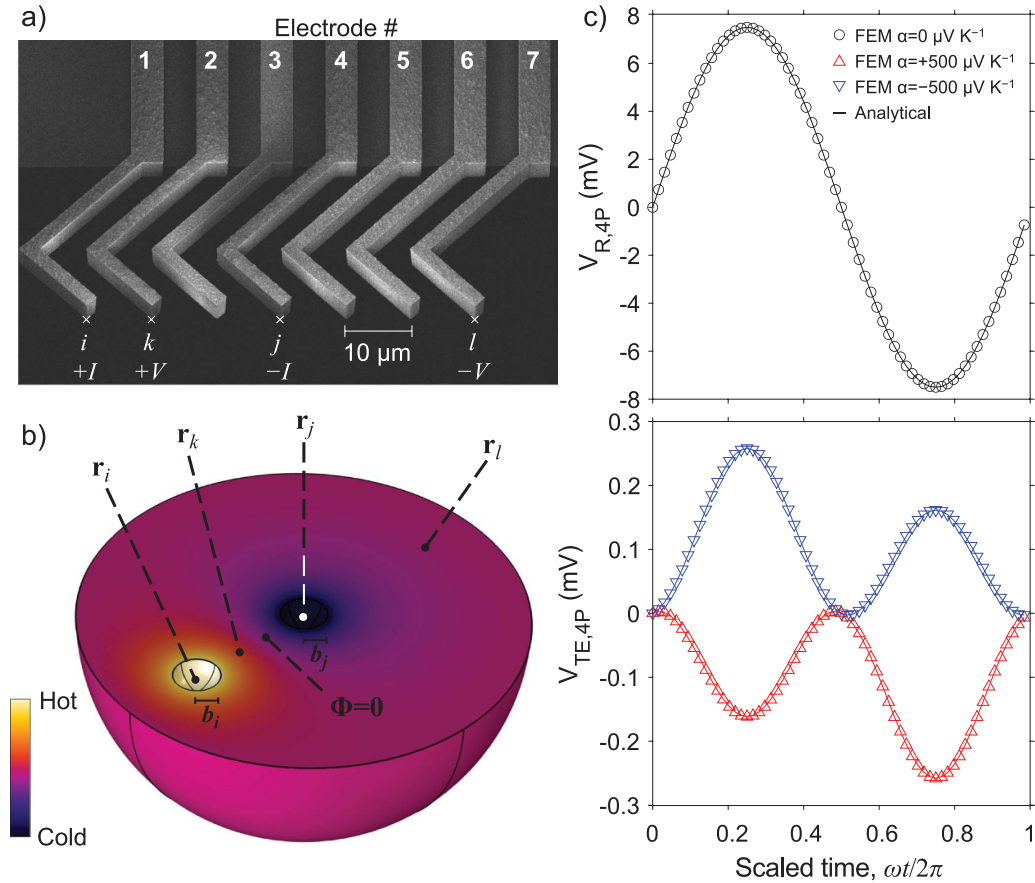 a)
Electrode #
1 2 3 4 5 6 7
i k j l
+I +V −I −V
10 µm
b)
r_i r_k r_j r_l
b_i b_j
Φ=0
Hot
Cold
c)
V_R,4P (mV)
8
6
4
2
0
-2
-4
-6
-8
FEM α=0 µV K⁻¹
FEM α=+500 µV K⁻¹
FEM α=−500 µV K⁻¹
Analytical
V_TE,4P (mV)
0.3
0.2
0.1
0
-0.1
-0.2
-0.3
0 0.2 0.4 0.6 0.8 1
Scaled time, ωt/2π